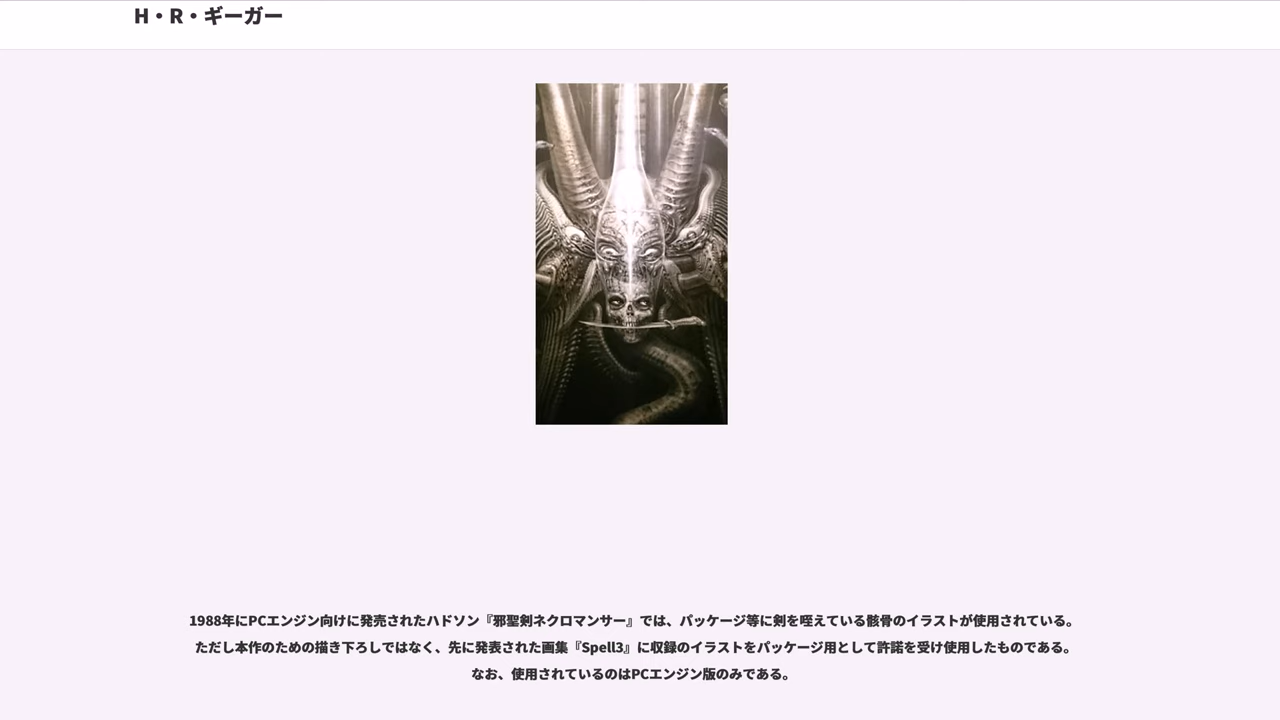 H・R・ギーガー
1988年にPCエンジン向けに発売されたハドソン『邪聖剣ネクロマンサー』では、パッケージ等に剣を咥えている骸骨のイラストが使用されている。
ただし本作のための描き下ろしではなく、先に発表された画集『Spell3』に収録のイラストをパッケージ用として許諾を受け使用したものである。
なお、使用されているのはPCエンジン版のみである。